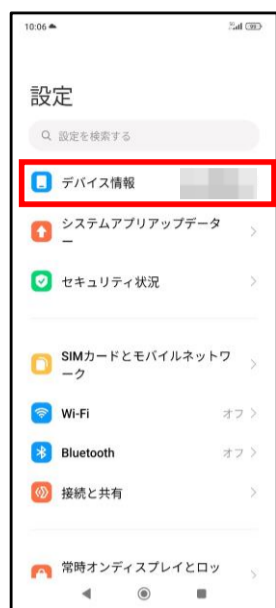 10:06
設定
設定を検索する
デバイス情報
システムアプリアップデータ
ー
セキュリティ状況
SIMカードとモバイルネットワ
ーク
Wi-Fi オフ
Bluetooth オフ
接続と共有
常時オンディスプレイとロッ